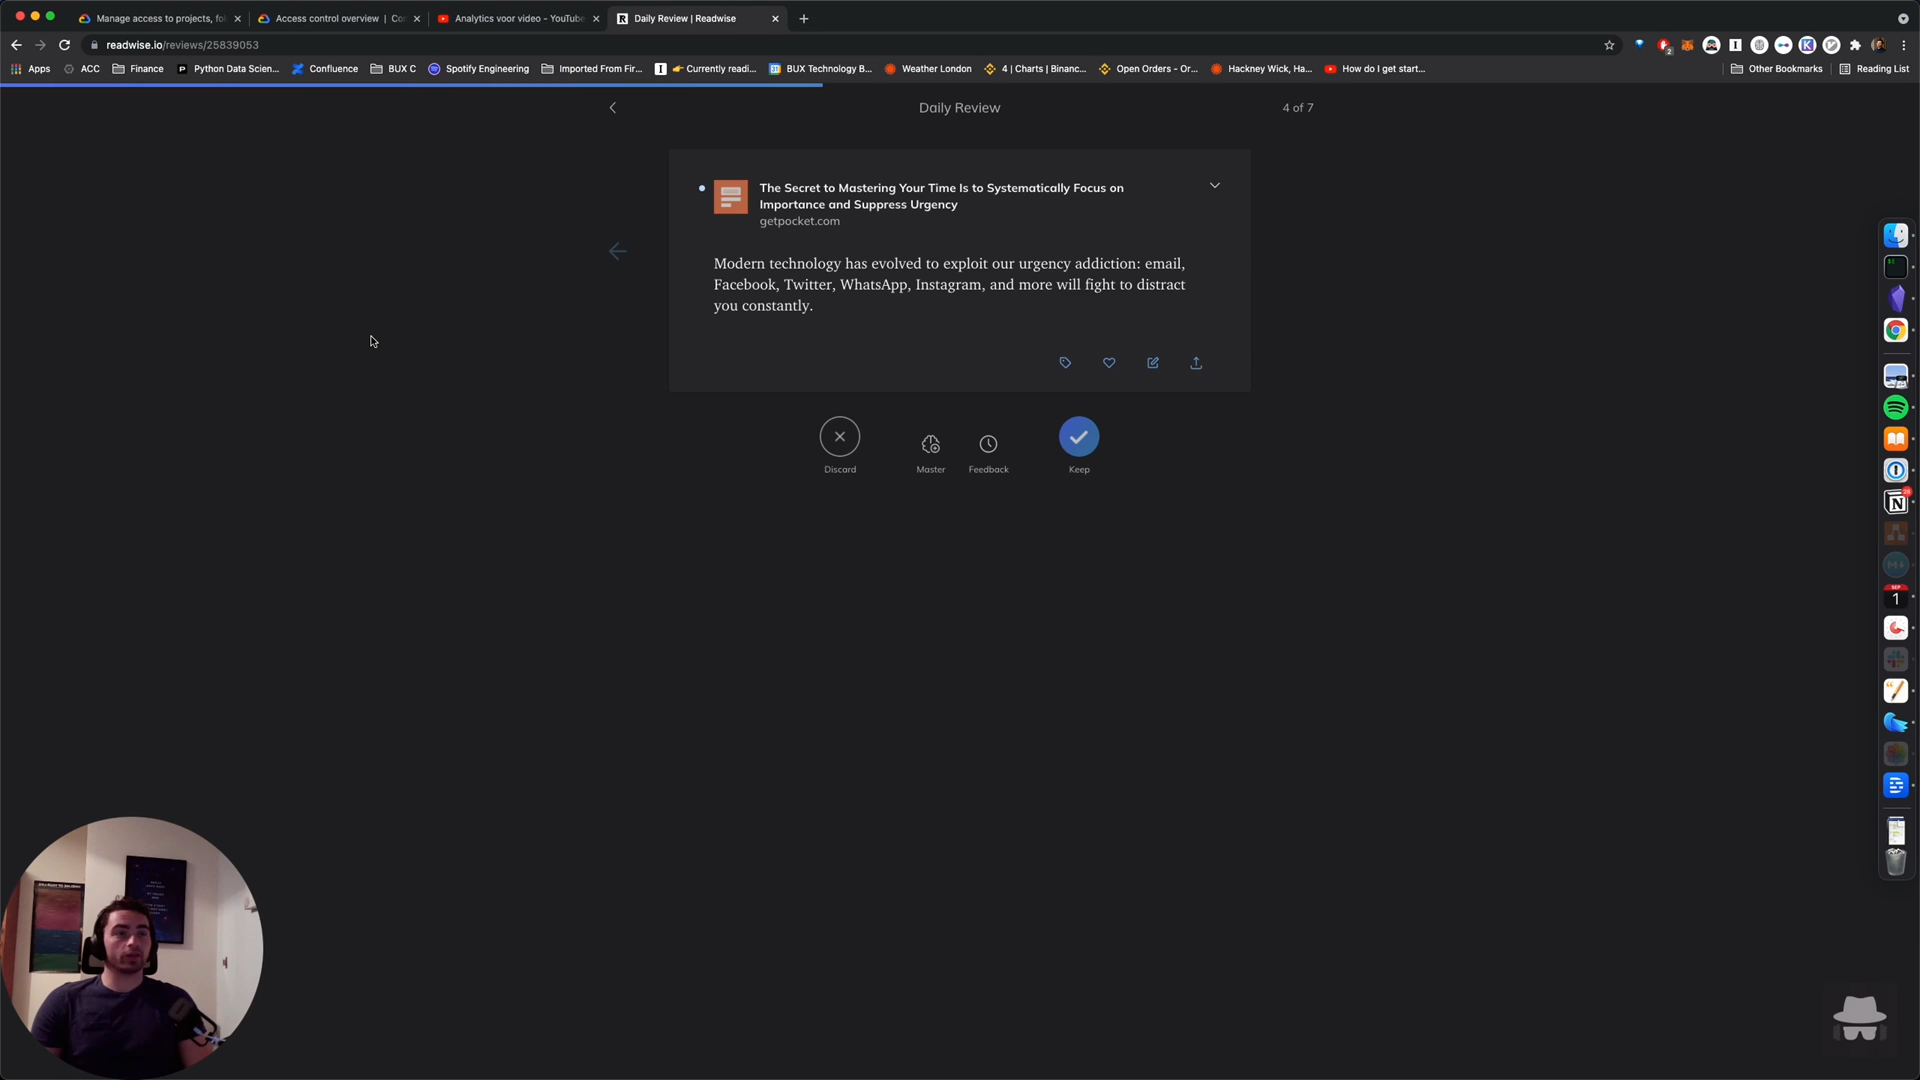 Manage access to projects, fol
Access control overview | Co
Analytics voor video - YouTube
Daily Review | Readwise
readwise.io/reviews/25839053
2
Apps
ACC
Finance
Python Data Scien...
Confluence
BUX C
Spotify Engineering
Imported From Fir...
Currently readi...
BUX Technology B...
Weather London
4 | Charts | Binanc...
Open Orders - Or...
Hackney Wick, Ha...
How do I get start...
Other Bookmarks
Reading List
Daily Review
4 of 7
The Secret to Mastering Your Time Is to Systematically Focus on
Importance and Suppress Urgency
getpocket.com
Modern technology has evolved to exploit our urgency addiction: email,
Facebook, Twitter, WhatsApp, Instagram, and more will fight to distract
you constantly.
Discard
Master
Feedback
Keep
SEP
1